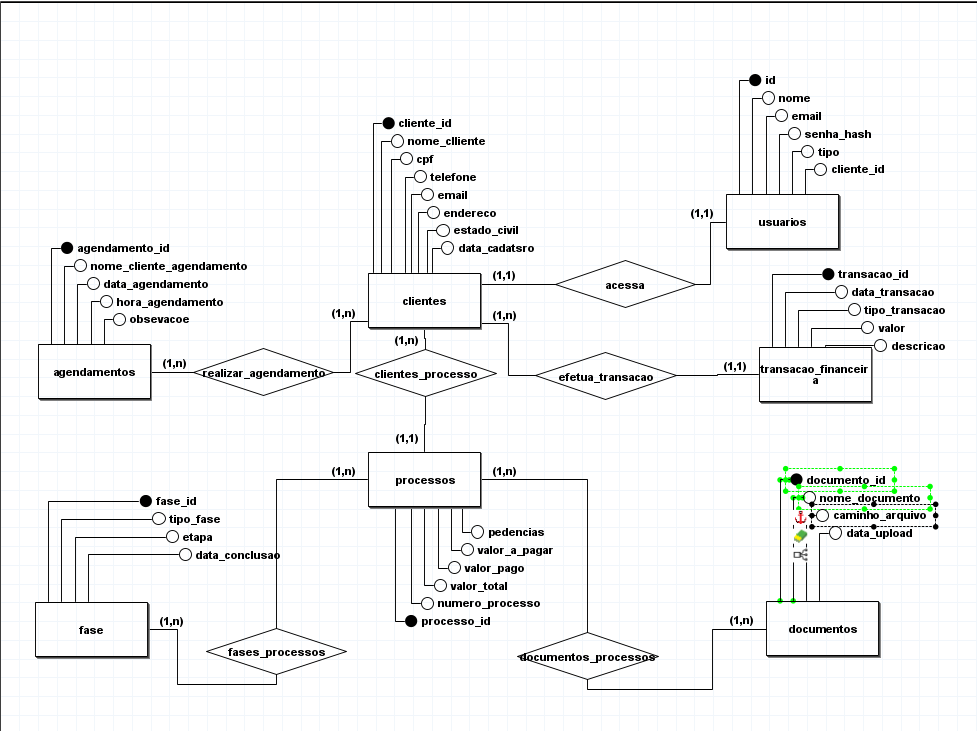 id
nome
email
senha_hash
tipo
cliente_id
usuarios
(1,1)
cliente_id
nome_clliente
cpf
telefone
email
endereco
estado_civil
data_cadatsro
clientes
(1,1)
acessa
agendamento_id
nome_cliente_agendamento
data_agendamento
hora_agendamento
obsevacoe
agendamentos
(1,n)
realizar_agendamento
(1,n)
(1,n)
clientes_processo
(1,1)
(1,n)
efetua_transacao
(1,1)
transacao_id
data_transacao
tipo_transacao
valor
descricao
transacao_financeir
a
processos
(1,n)
(1,n)
pedencias
valor_a_pagar
valor_pago
valor_total
numero_processo
processo_id
fase_id
tipo_fase
etapa
data_conclusao
fase
(1,n)
fases_processos
documentos_processos
(1,n)
documento_id
nome_documento
caminho_arquivo
data_upload
documentos